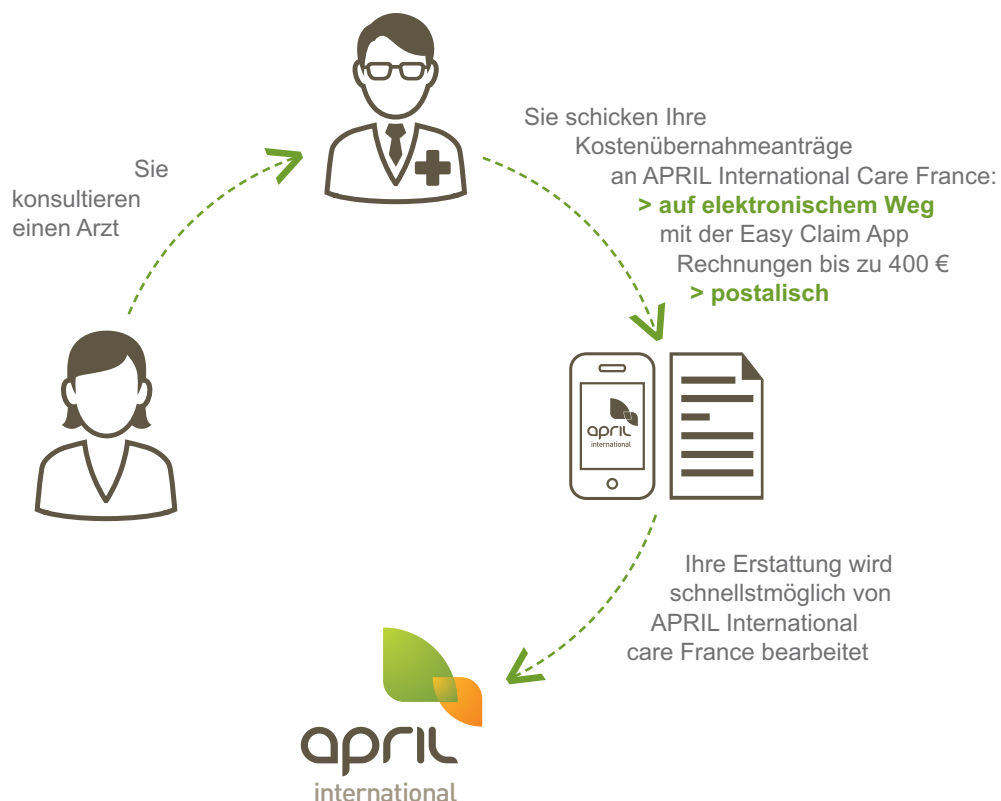 Sie
konsultieren
einen Arzt
Sie schicken Ihre
Kostenübernahmeanträge
an APRIL International Care France:
> auf elektronischem Weg
mit der Easy Claim App
Rechnungen bis zu 400 €
> postalisch
april
international
Ihre Erstattung wird
schnellstmöglich von
APRIL International
care France bearbeitet
april
international